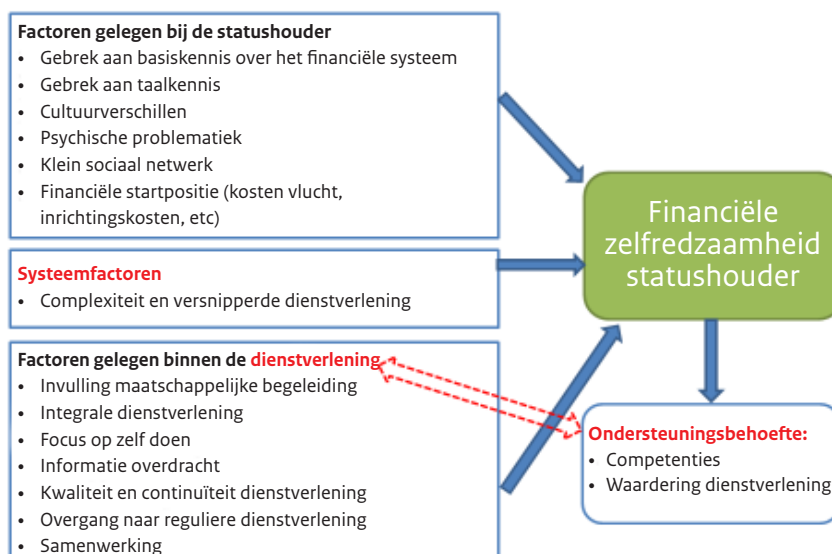 Factoren gelegen bij de statushouder
• Gebrek aan basiskennis over het financiële systeem
• Gebrek aan taalkennis
• Cultuurverschillen
• Psychische problematiek
• Klein sociaal netwerk
• Financiële startpositie (kosten vlucht,
inrichtingskosten, etc)
Systeemfactoren
• Complexiteit en versnipperde dienstverlening
Factoren gelegen binnen de dienstverlening
• Invulling maatschappelijke begeleiding
• Integrale dienstverlening
• Focus op zelf doen
• Informatie overdracht
• Kwaliteit en continuïteit dienstverlening
• Overgang naar reguliere dienstverlening
• Samenwerking
Financiële
zelfredzaamheid
statushouder
Ondersteuningsbehoefte:
• Competenties
• Waardering dienstverlening